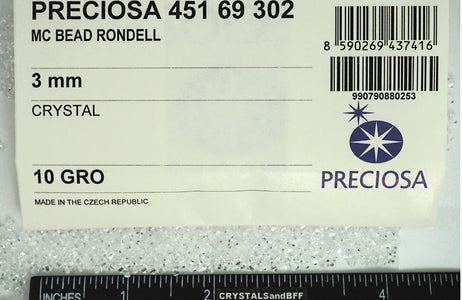 PRECIOSA 451 69 302
MC BEAD RONDELL
8 590269 437416
3 mm
990790880253
CRYSTAL
10 GRO
PRECIOSA
MADE IN THE CZECH REPUBLIC
INCHES 1 2 CRYSTALSandBFF 4